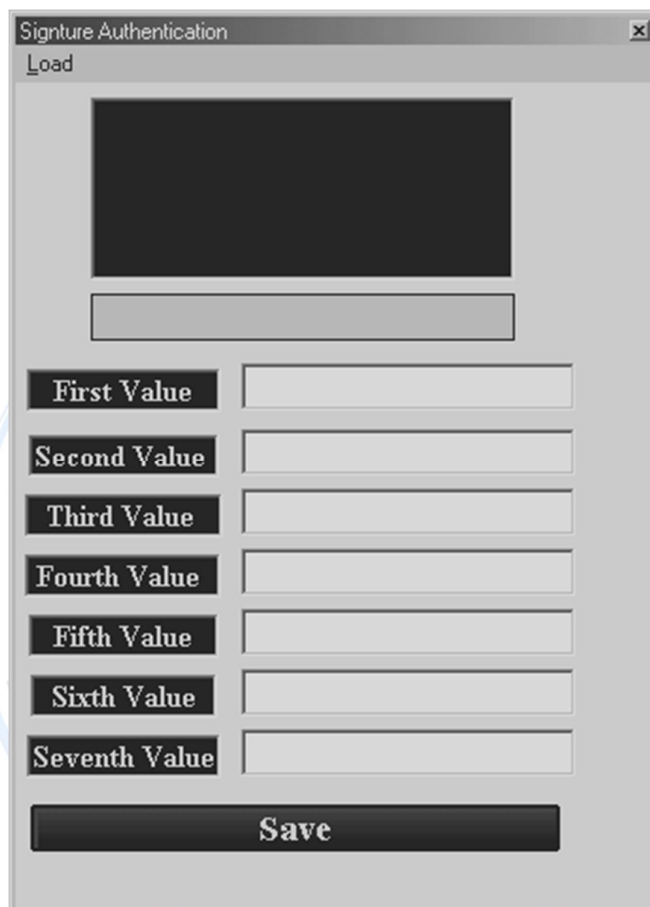 Signture Authentication
Load
First Value
Second Value
Third Value
Fourth Value
Fifth Value
Sixth Value
Seventh Value
Save